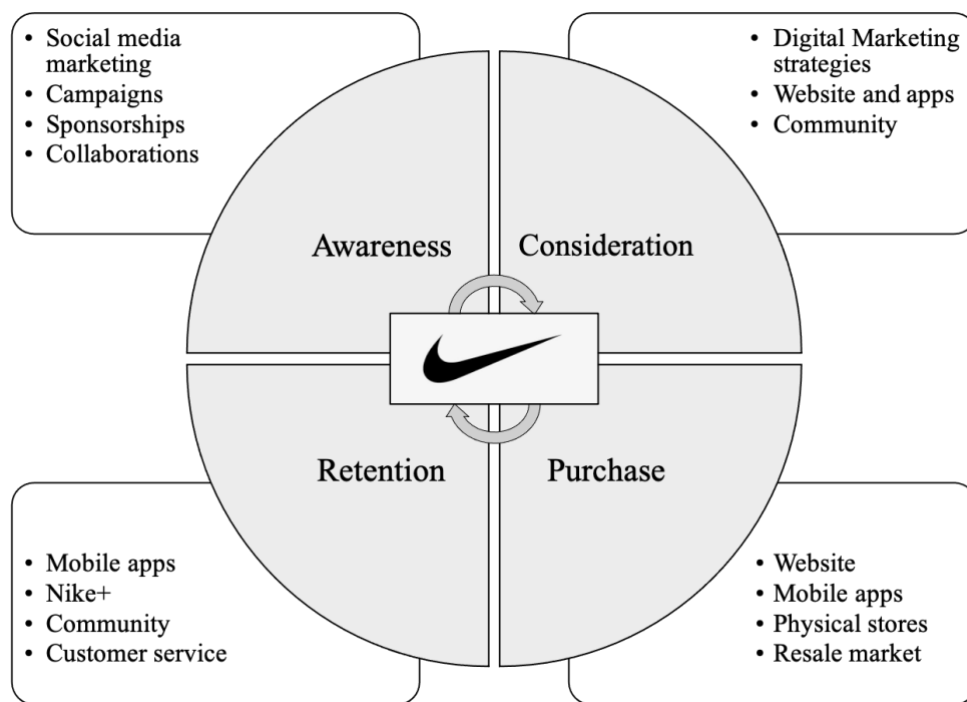 • Social media
marketing
• Campaigns
• Sponsorships
• Collaborations
• Digital Marketing
strategies
• Website and apps
• Community
Awareness
Consideration
Retention
Purchase
• Mobile apps
• Nike+
• Community
• Customer service
• Website
• Mobile apps
• Physical stores
• Resale market